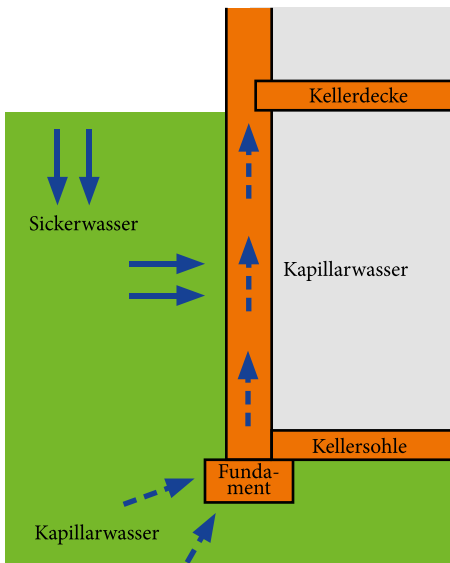 Kellerdecke
Sickerwasser
Kapillarwasser
Kellersohle
Funda-
ment
Kapillarwasser